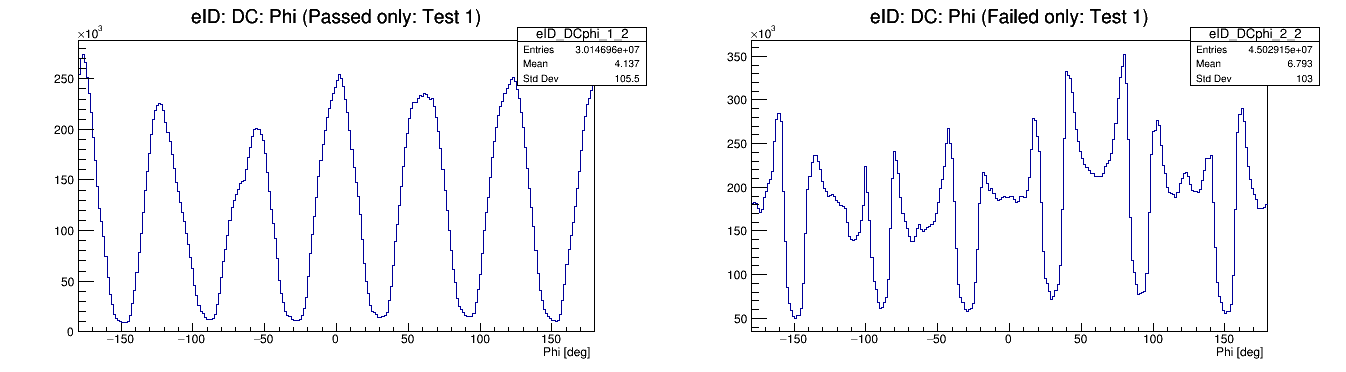 eID: DC: Phi (Passed only: Test 1)
×10³
eID_DCphi_1_2
Entries 3.014696e+07
Mean 4.137
Std Dev 105.5
250
200
150
100
50
0
−150 −100 −50 0 50 100 150
Phi [deg]
eID: DC: Phi (Failed only: Test 1)
×10³
eID_DCphi_2_2
Entries 4.502915e+07
Mean 6.793
Std Dev 103
350
300
250
200
150
100
50
−150 −100 −50 0 50 100 150
Phi [deg]